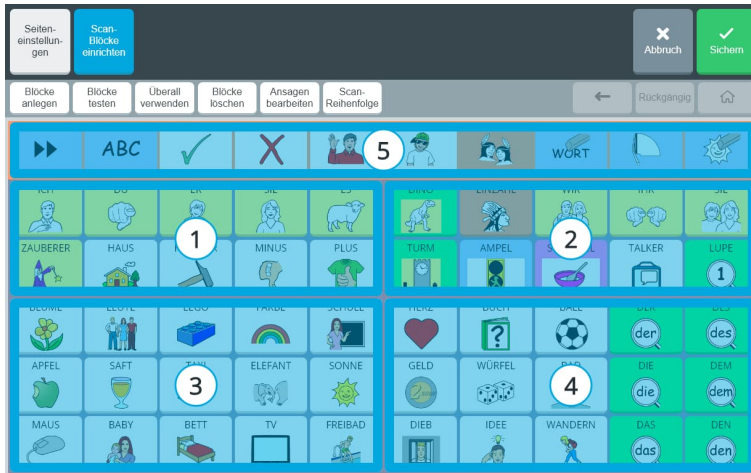 Seiten-
einstellun-
gen
Scan-
Blöcke
einrichten
Abbruch
Sichern
Blöcke
anlegen
Blöcke
testen
Überall
verwenden
Blöcke
löschen
Ansagen
bearbeiten
Scan-
Reihenfolge
Rückgängig
ABC
5
WORT
ICH DU ER SIE ES
DINO EINZAHL WIR IHR SIE
1
2
ZAUBERER HAUS MINUS PLUS
TURM AMPEL TALKER LUPE
1
BLUME LEUTE LEGO FARBE SCHULE
HERZ BUCH BALL DER DES
der des
APFEL SAFT TAXI ELEFANT SONNE
GELD WÜRFEL RAD DIE DEM
3
4
die dem
MAUS BABY BETT TV FREIBAD
DIEB IDEE WANDERN DAS DEN
das den